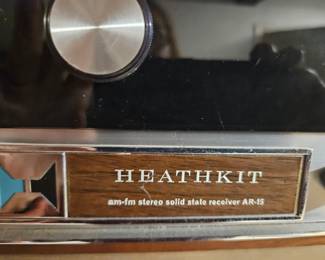 HEATHKIT
am-fm stereo solid state receiver AR-15